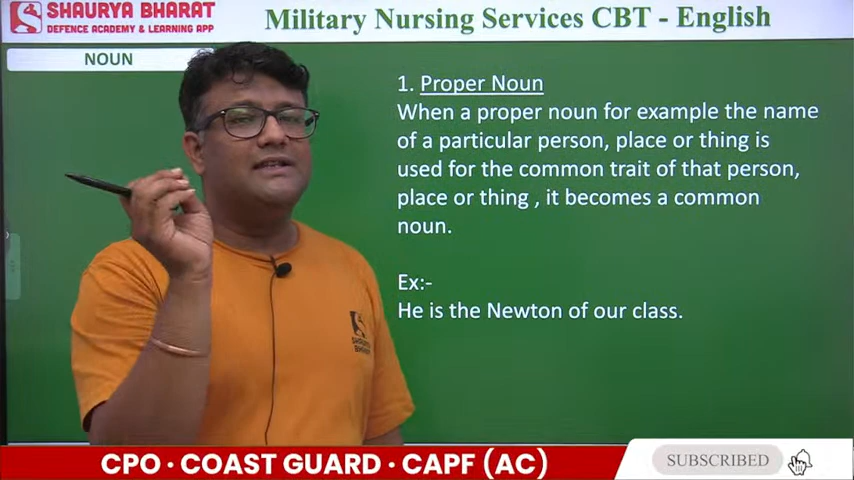 SHAURYA BHARAT
DEFENCE ACADEMY & LEARNING APP
Military Nursing Services CBT - English
NOUN
1. Proper Noun
When a proper noun for example the name
of a particular person, place or thing is
used for the common trait of that person,
place or thing , it becomes a common
noun.
Ex:-
He is the Newton of our class.
SHAURYA
BHARAT
CPO · COAST GUARD · CAPF (AC)
SUBSCRIBED